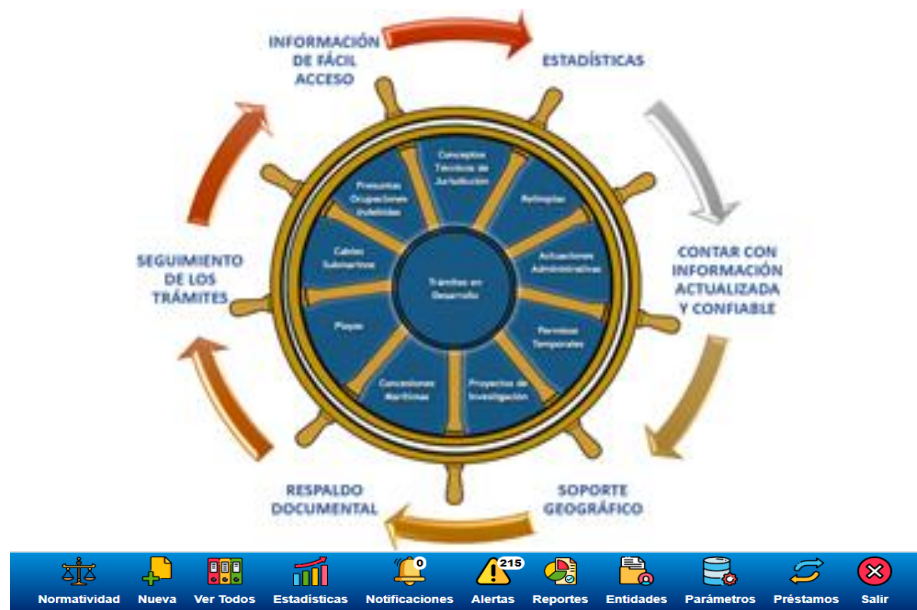 INFORMACIÓN
DE FÁCIL
ACCESO
ESTADÍSTICAS
CONTAR CON
INFORMACIÓN
ACTUALIZADA
Y CONFIABLE
SOPORTE
GEOGRÁFICO
RESPALDO
DOCUMENTAL
SEGUIMIENTO
DE LOS
TRÁMITES
Conceptos
Técnicos de
Jurisdicción
Actuaciones
Administrativas
Permisos
Temporales
Proyectos de
Investigación
Concesiones
Marítimas
Playas
Cables
Submarinos
Presuntas
Ocupaciones
Indebidas
Trámites en
Desarrollo
0
215
Normatividad Nueva Ver Todos Estadísticas Notificaciones Alertas Reportes Entidades Parámetros Préstamos Salir